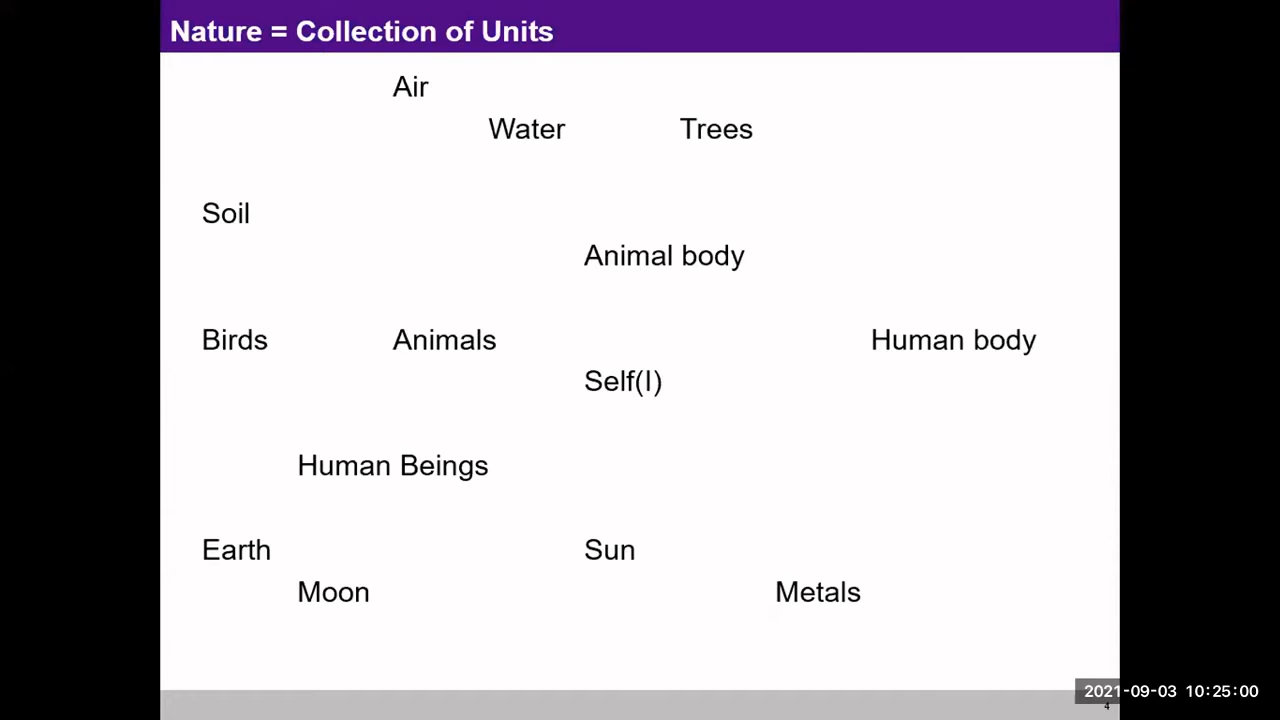 Nature = Collection of Units
Air
Water Trees
Soil
Animal body
Birds Animals Human body
Self(I)
Human Beings
Earth Sun
Moon Metals
2021-09-03 10:25:00
4